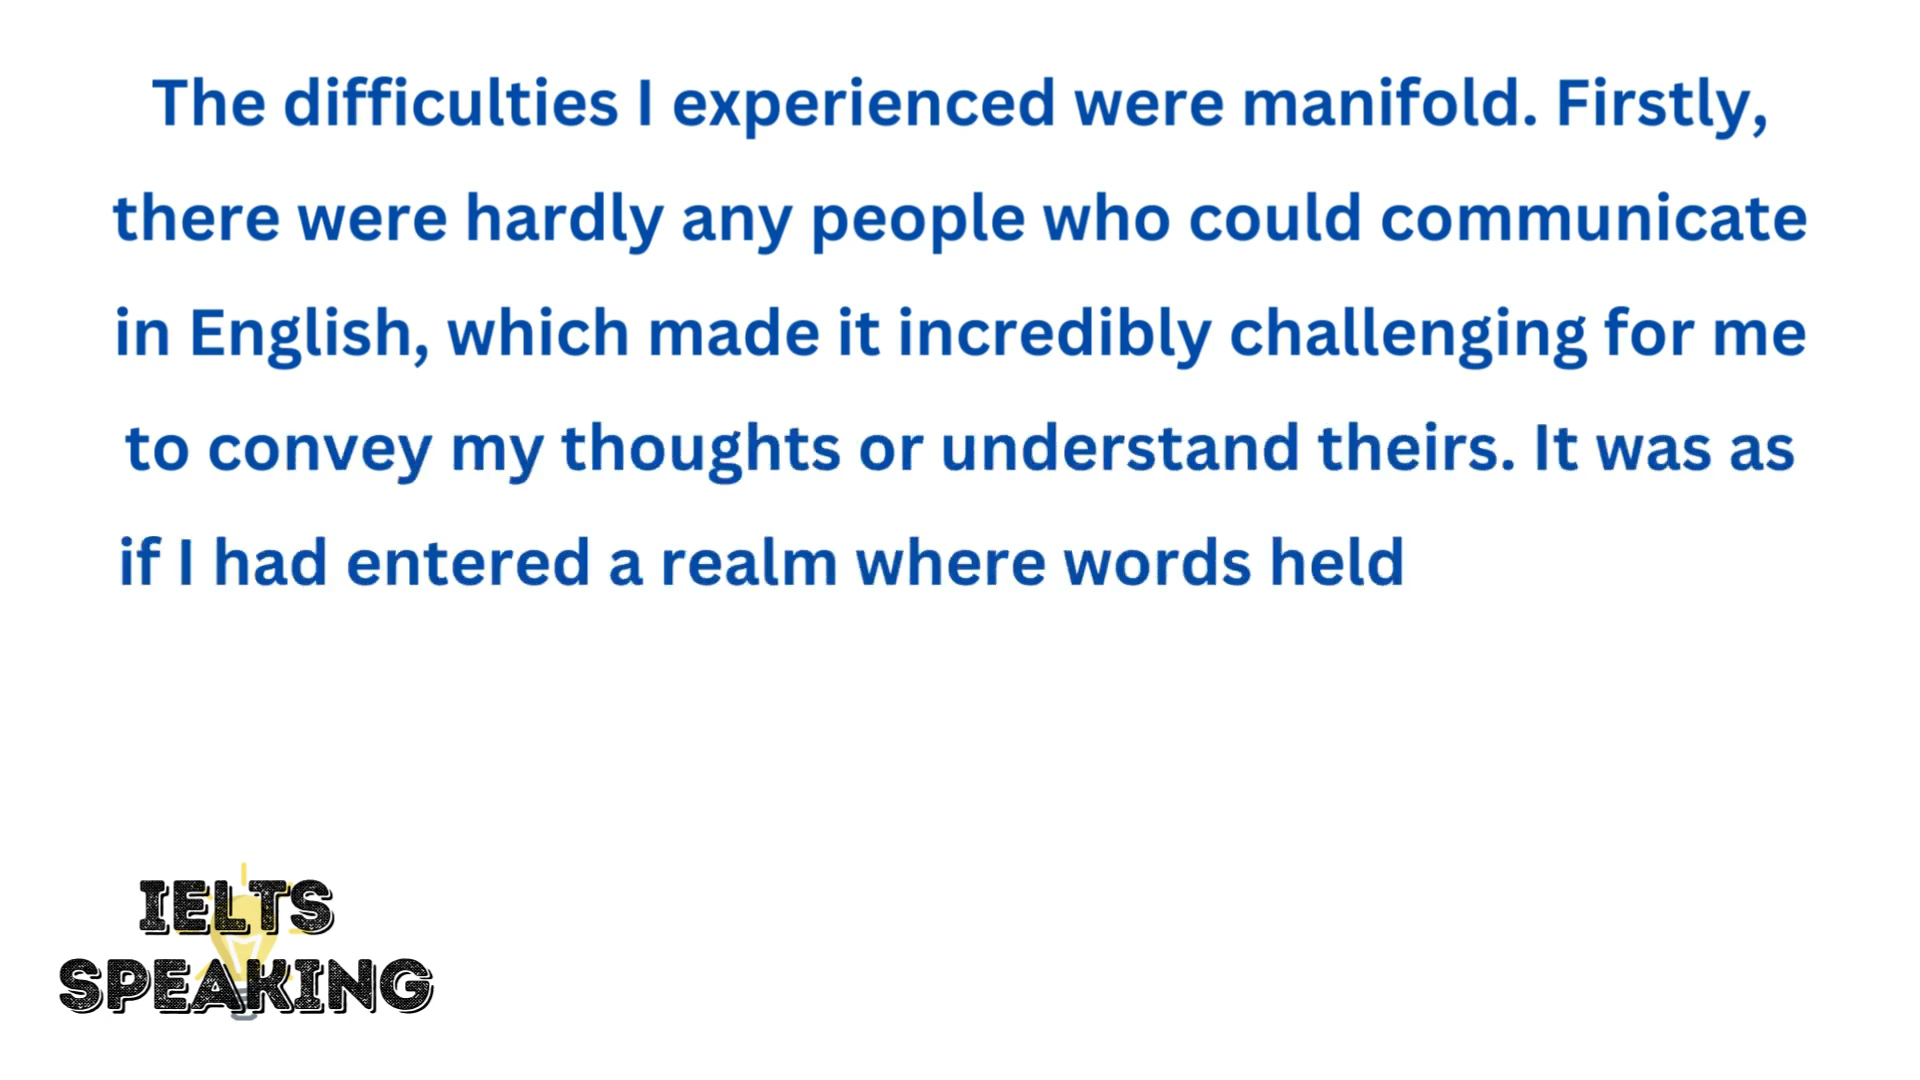 The difficulties I experienced were manifold. Firstly,
there were hardly any people who could communicate
in English, which made it incredibly challenging for me
to convey my thoughts or understand theirs. It was as
if I had entered a realm where words held
IELTS
SPEAKING